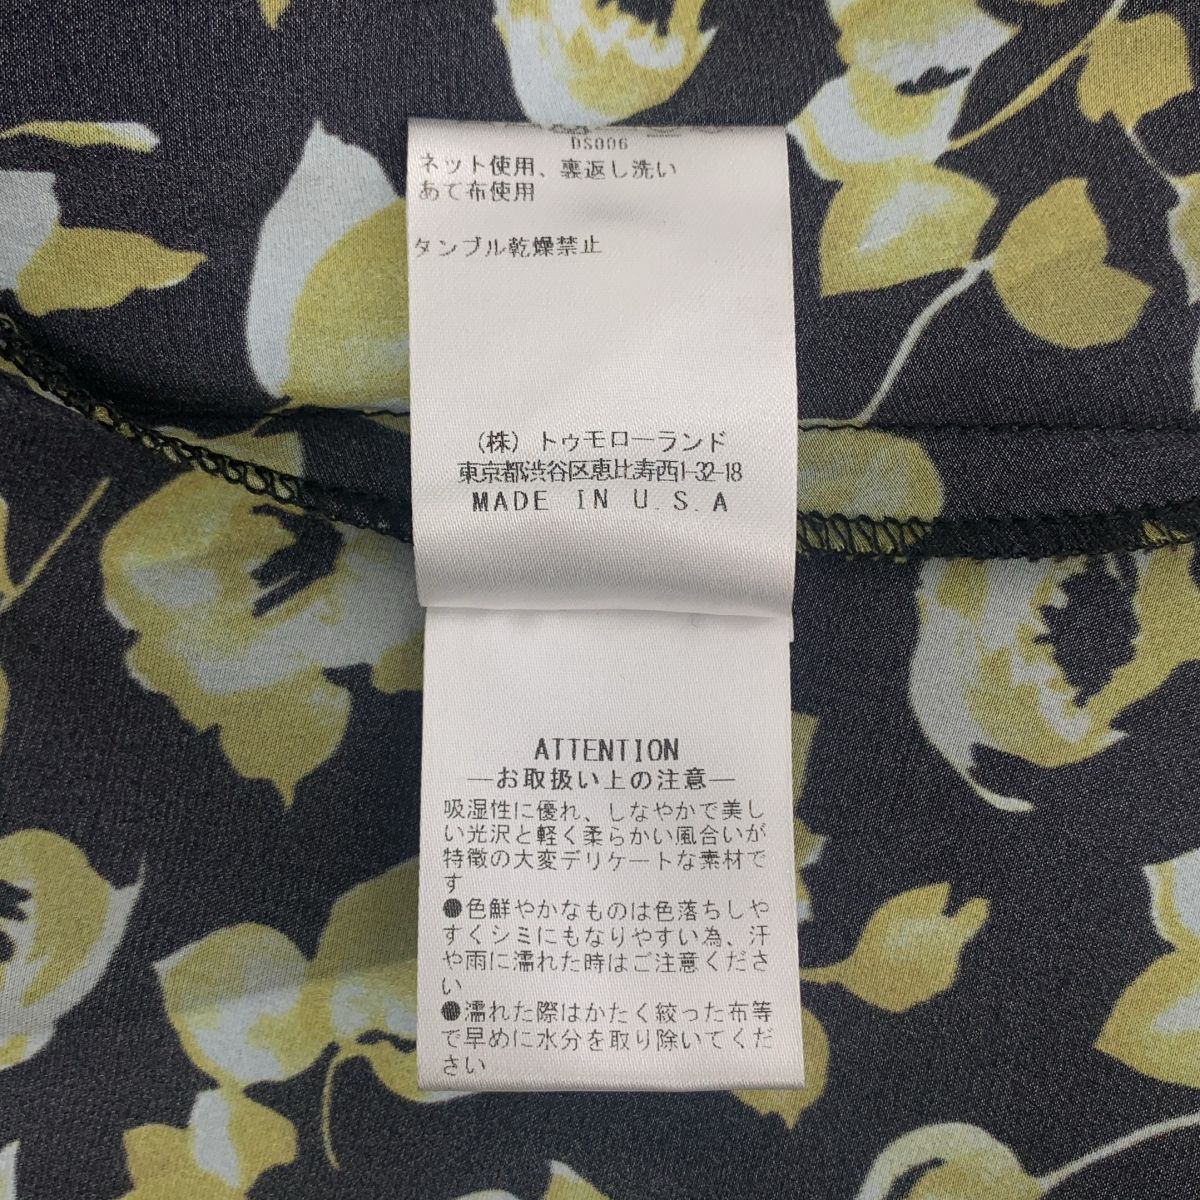 DS006
ネット使用、裏返し洗い
あて布使用
タンブル乾燥禁止
（株）トゥモローランド
東京都渋谷区恵比寿西1-32-18
MADE IN U.S.A
ATTENTION
―お取扱い上の注意―
吸湿性に優れ、しなやかで美し
い光沢と軽く柔らかい風合いが
特徴の大変デリケートな素材で
す
●色鮮やかなものは色落ちしや
すくシミにもなりやすい為、汗
や雨に濡れた時はご注意くださ
い
●濡れた際はかたく絞った布等
で早めに水分を取り除いてくだ
さい